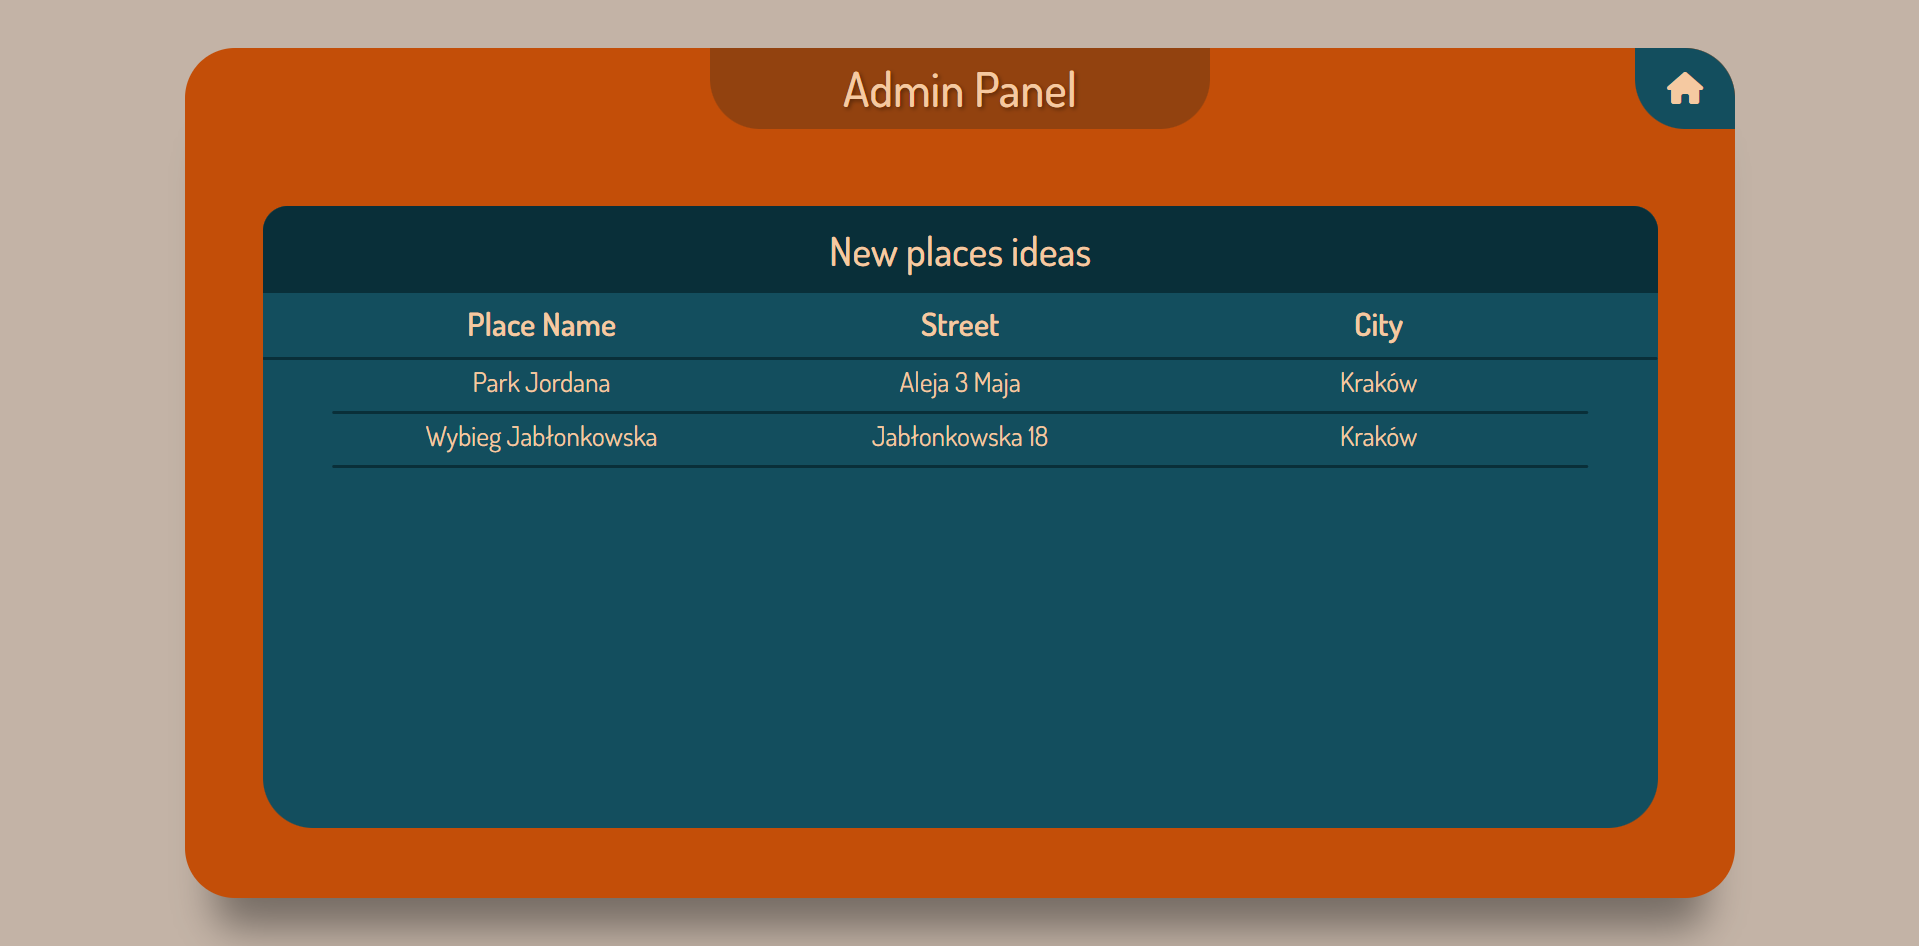 Admin Panel
New places ideas
Place Name Street City
Park Jordana Aleja 3 Maja Kraków
Wybieg Jabłonkowska Jabłonkowska 18 Kraków